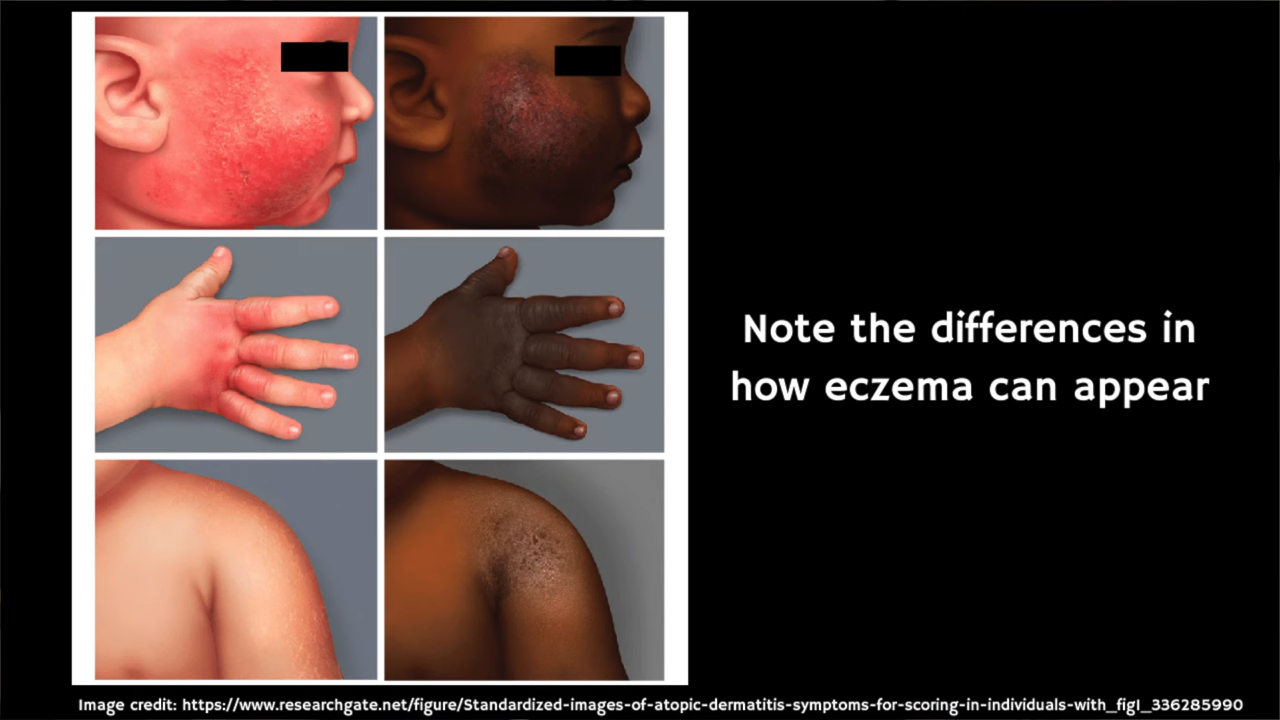 Note the differences in
how eczema can appear
Image credit: https://www.researchgate.net/figure/Standardized-images-of-atopic-dermatitis-symptoms-for-scoring-in-individuals-with_fig1_336285990